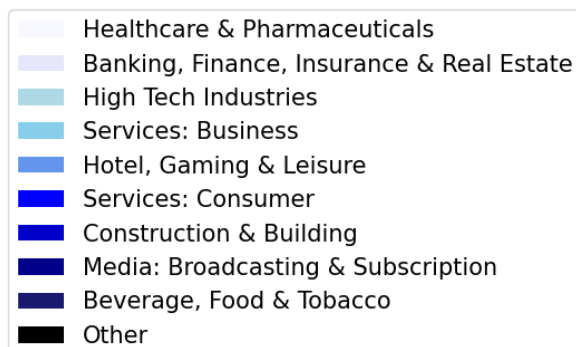 Healthcare & Pharmaceuticals
Banking, Finance, Insurance & Real Estate
High Tech Industries
Services: Business
Hotel, Gaming & Leisure
Services: Consumer
Construction & Building
Media: Broadcasting & Subscription
Beverage, Food & Tobacco
Other